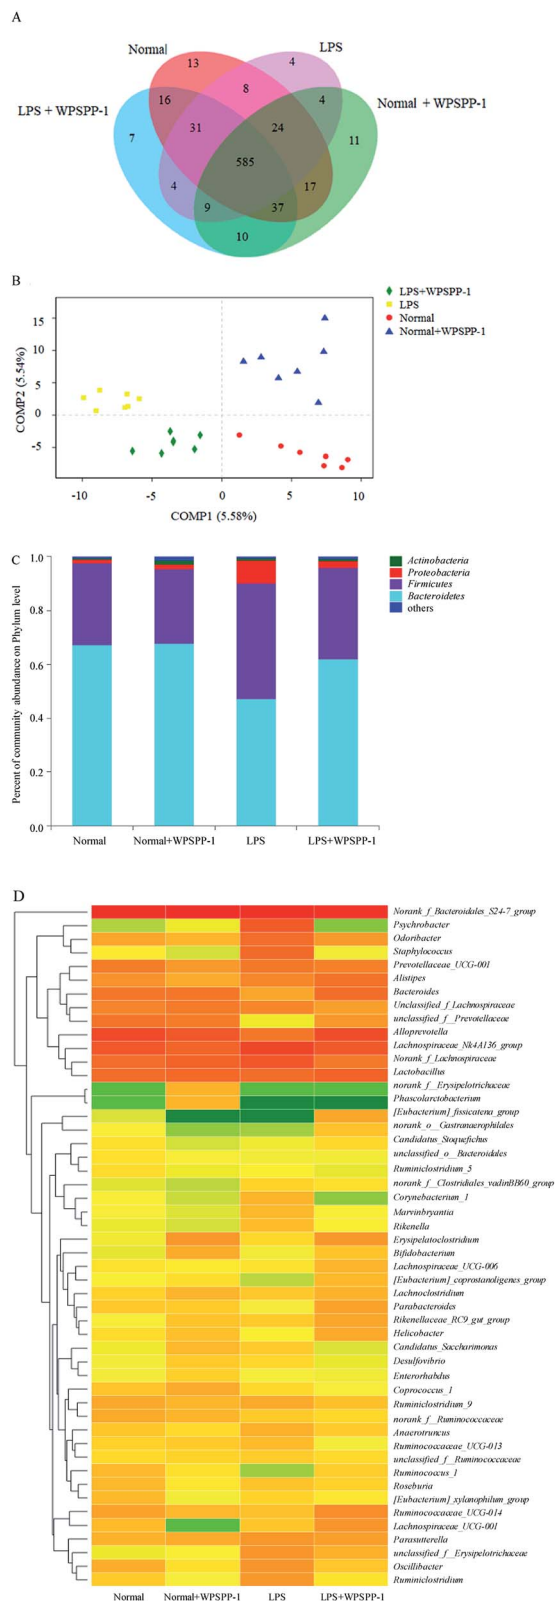 A
Normal
LPS
LPS + WPSPP-1
Normal + WPSPP-1
13
4
16
8
4
7
31
24
11
585
4
17
9
37
10
B
LPS+WPSPP-1
LPS
Normal
Normal+WPSPP-1
COMP2 (5.54%)
15
10
5
0
-5
-10
-5
0
5
10
COMP1 (5.58%)
C
Percent of community abundance on Phylum level
1.0
0.8
0.6
0.4
0.2
0.0
Actinobacteria
Proteobacteria
Firmicutes
Bacteroidetes
others
Normal
Normal+WPSPP-1
LPS
LPS+WPSPP-1
D
Norank_f_Bacteroidales_S24-7_group
Psychrobacter
Odoribacter
Staphylococcus
Prevotellaceae_UCG-001
Alistipes
Bacteroides
Unclassified_f_Lachnospiraceae
unclassified_f__Prevotellaceae
Alloprevotella
Lachnospiraceae_Nk4A136_group
Norank_f_Lachnospiraceae
Lactobacillus
norank_f_Erysipelotrichaceae
Phascolarctobacterium
[Eubacterium]_fissicatena_group
norank_o__Gastranaerophilales
Candidatus_Stoquefichus
unclassified_o__Bacteroidales
Ruminiclostridium_5
norank_f_Clostridiales_vadinBB60_group
Corynebacterium_1
Marvinbryantia
Rikenella
Erysipelatoclostridium
Bifidobacterium
Lachnospiraceae_UCG-006
[Eubacterium]_coprostanoligenes_group
Lachnoclostridium
Parabacteroides
Rikenellaceae_RC9_gut_group
Helicobacter
Candidatus_Saccharimonas
Desulfovibrio
Enterorhabdus
Coprococcus_1
Ruminiclostridium_9
norank_f__Ruminococcaceae
Anaerotruncus
Ruminococcaceae_UCG-013
unclassified_f__Ruminococcaceae
Ruminococcus_1
Roseburia
[Eubacterium]_xylanophilum_group
Ruminococcaceae_UCG-014
Lachnospiraceae_UCG-001
Parasutterella
unclassified_f__Erysipelotrichaceae
Oscillibacter
Ruminiclostridium
Normal
Normal+WPSPP-1
LPS
LPS+WPSPP-1